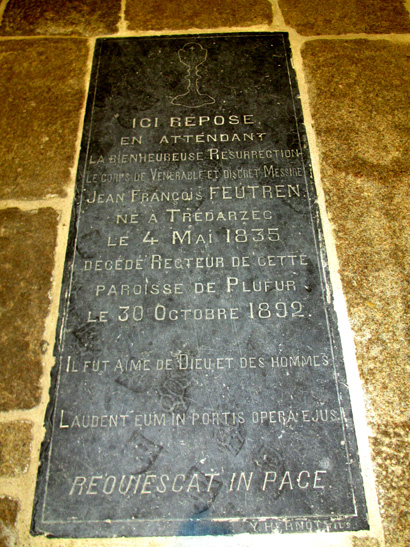 ICI REPOSE
EN ATTENDANT
LA BIENHEUREUSE RESURRECTION
LE CORPS DE VENERABLE ET DISCRET MESSIRE
JEAN FRANÇOIS FEUTREN
NÉ À TRÉDARZEC
LE 4 MAI 1835
DÉCÉDÉ RECTEUR DE CETTE
PAROISSE DE PLUFUR
LE 30 OCTOBRE 1892.
IL FUT AIMÉ DE DIEU ET DES HOMMES
LAUDENT EUM IN PORTIS OPERA EJUS
REQUIESCAT IN PACE
Y. HERNOT